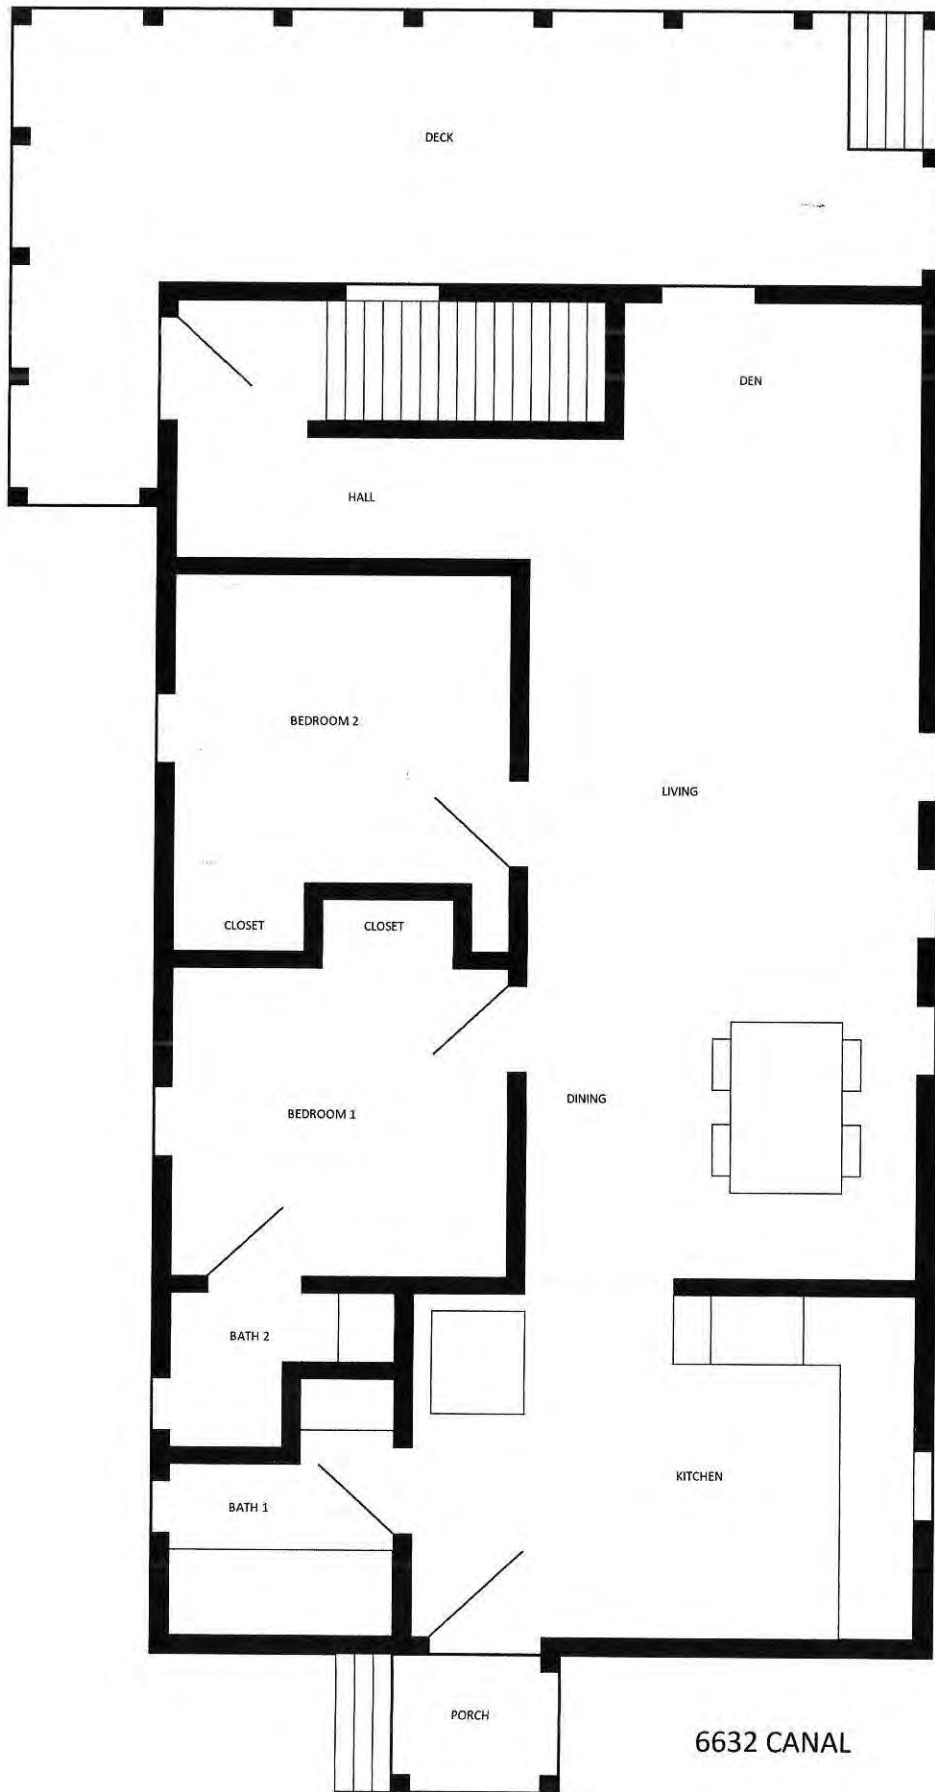 DECK
DEN
HALL
BEDROOM 2
LIVING
CLOSET CLOSET
DINING
BEDROOM 1
BATH 2
KITCHEN
BATH 1
PORCH
6632 CANAL